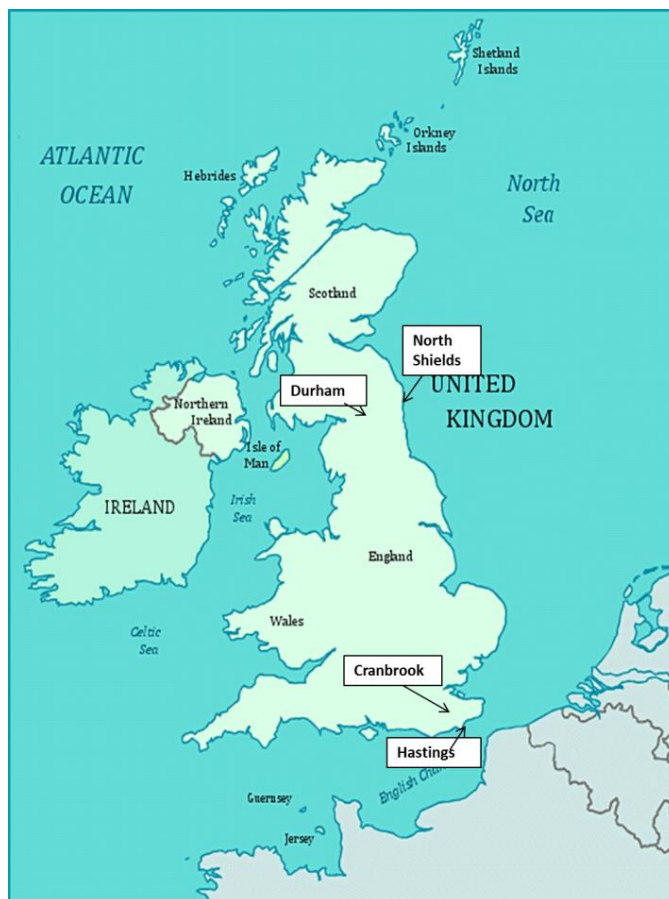 Shetland
Islands
Orkney
Islands
ATLANTIC
OCEAN
Hebrides
North
Sea
Scotland
North
Shields
Durham
UNITED
KINGDOM
Northern
Ireland
Isle of
Man
IRELAND
Irish
Sea
England
Celtic
Sea
Wales
Cranbrook
Hastings
English Chan
Guernsey
Jersey